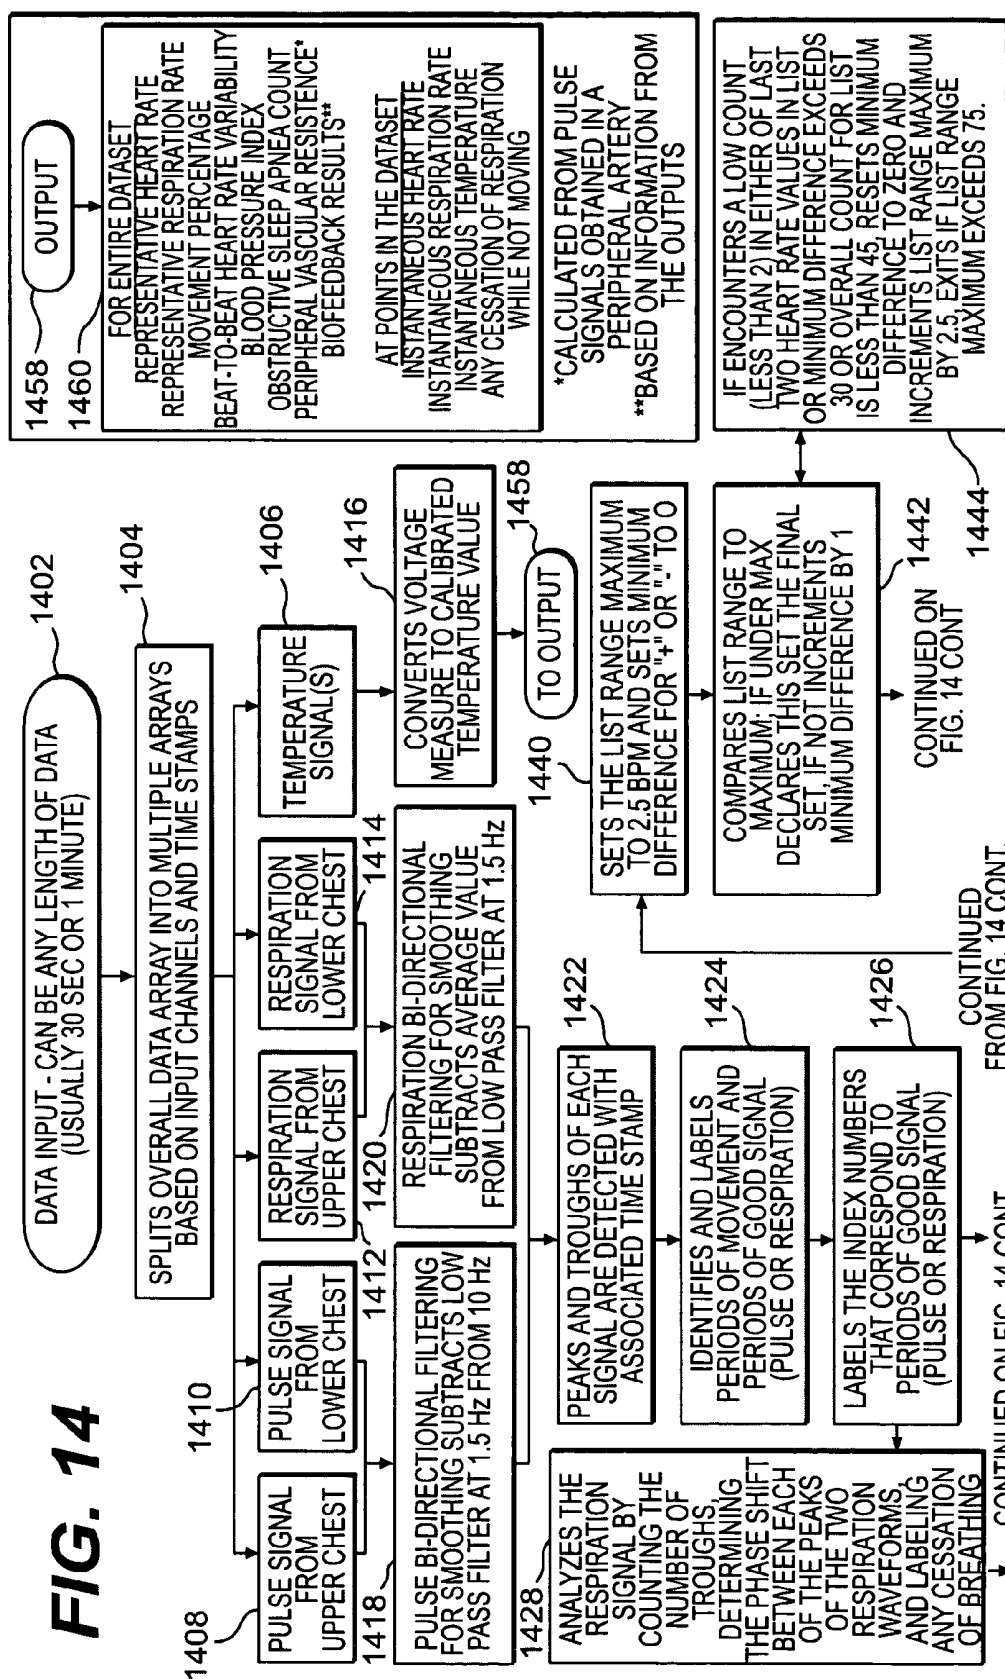 FIG. 14
1402
DATA INPUT - CAN BE ANY LENGTH OF DATA
(USUALLY 30 SEC OR 1 MINUTE)
1404
SPLITS OVERALL DATA ARRAY INTO MULTIPLE ARRAYS
BASED ON INPUT CHANNELS AND TIME STAMPS
1408
PULSE SIGNAL
FROM
UPPER CHEST
1410
PULSE SIGNAL
FROM
LOWER CHEST
1412
RESPIRATION
SIGNAL FROM
UPPER CHEST
1414
RESPIRATION
SIGNAL FROM
LOWER CHEST
1406
TEMPERATURE
SIGNAL(S)
1418
PULSE BI-DIRECTIONAL FILTERING
FOR SMOOTHING SUBTRACTS LOW
PASS FILTER AT 1.5 HZ FROM 10 HZ
1420
RESPIRATION BI-DIRECTIONAL
FILTERING FOR SMOOTHING
SUBTRACTS AVERAGE VALUE
FROM LOW PASS FILTER AT 1.5 HZ
1416
CONVERTS VOLTAGE
MEASURE TO CALIBRATED
TEMPERATURE VALUE
1458
TO OUTPUT
1422
PEAKS AND TROUGHS OF EACH
SIGNAL ARE DETECTED WITH
ASSOCIATED TIME STAMP
1424
IDENTIFIES AND LABELS
PERIODS OF MOVEMENT AND
PERIODS OF GOOD SIGNAL
(PULSE OR RESPIRATION)
1426
LABELS THE INDEX NUMBERS
THAT CORRESPOND TO
PERIODS OF GOOD SIGNAL
(PULSE OR RESPIRATION)
1428
ANALYZES THE
RESPIRATION
SIGNAL BY
COUNTING THE
NUMBER OF
TROUGHS,
DETERMINING
THE PHASE SHIFT
BETWEEN EACH
OF THE PEAKS
OF THE TWO
RESPIRATION
WAVEFORMS,
AND LABELING
ANY CESSATION
OF BREATHING
CONTINUED ON FIG. 14 CONT
CONTINUED
FROM FIG. 14 CONT.
1440
SETS THE LIST RANGE MAXIMUM
TO 2.5 BPM AND SETS MINIMUM
DIFFERENCE FOR "+" OR "-" TO 0
1442
COMPARES LIST RANGE TO
MAXIMUM; IF UNDER MAX
DECLARES THIS SET THE FINAL
SET, IF NOT INCREMENTS
MINIMUM DIFFERENCE BY 1
CONTINUED ON
FIG. 14 CONT
1458
OUTPUT
1460
FOR ENTIRE DATASET
REPRESENTATIVE HEART RATE
REPRESENTATIVE RESPIRATION RATE
MOVEMENT PERCENTAGE
BEAT-TO-BEAT HEART RATE VARIABILITY
BLOOD PRESSURE INDEX
OBSTRUCTIVE SLEEP APNEA COUNT
PERIPHERAL VASCULAR RESISTENCE*
BIOFEEDBACK RESULTS**
AT POINTS IN THE DATASET
INSTANTANEOUS HEART RATE
INSTANTANEOUS RESPIRATION RATE
INSTANTANEOUS TEMPERATURE
ANY CESSATION OF RESPIRATION
WHILE NOT MOVING
*CALCULATED FROM PULSE
SIGNALS OBTAINED IN A
PERIPHERAL ARTERY
**BASED ON INFORMATION FROM
THE OUTPUTS
1444
IF ENCOUNTERS A LOW COUNT
(LESS THAN 2) IN EITHER OF LAST
TWO HEART RATE VALUES IN LIST
OR MINIMUM DIFFERENCE EXCEEDS
30 OR OVERALL COUNT FOR LIST
IS LESS THAN 45, RESETS MINIMUM
DIFFERENCE TO ZERO AND
INCREMENTS LIST RANGE MAXIMUM
BY 2.5. EXITS IF LIST RANGE
MAXIMUM EXCEEDS 75.